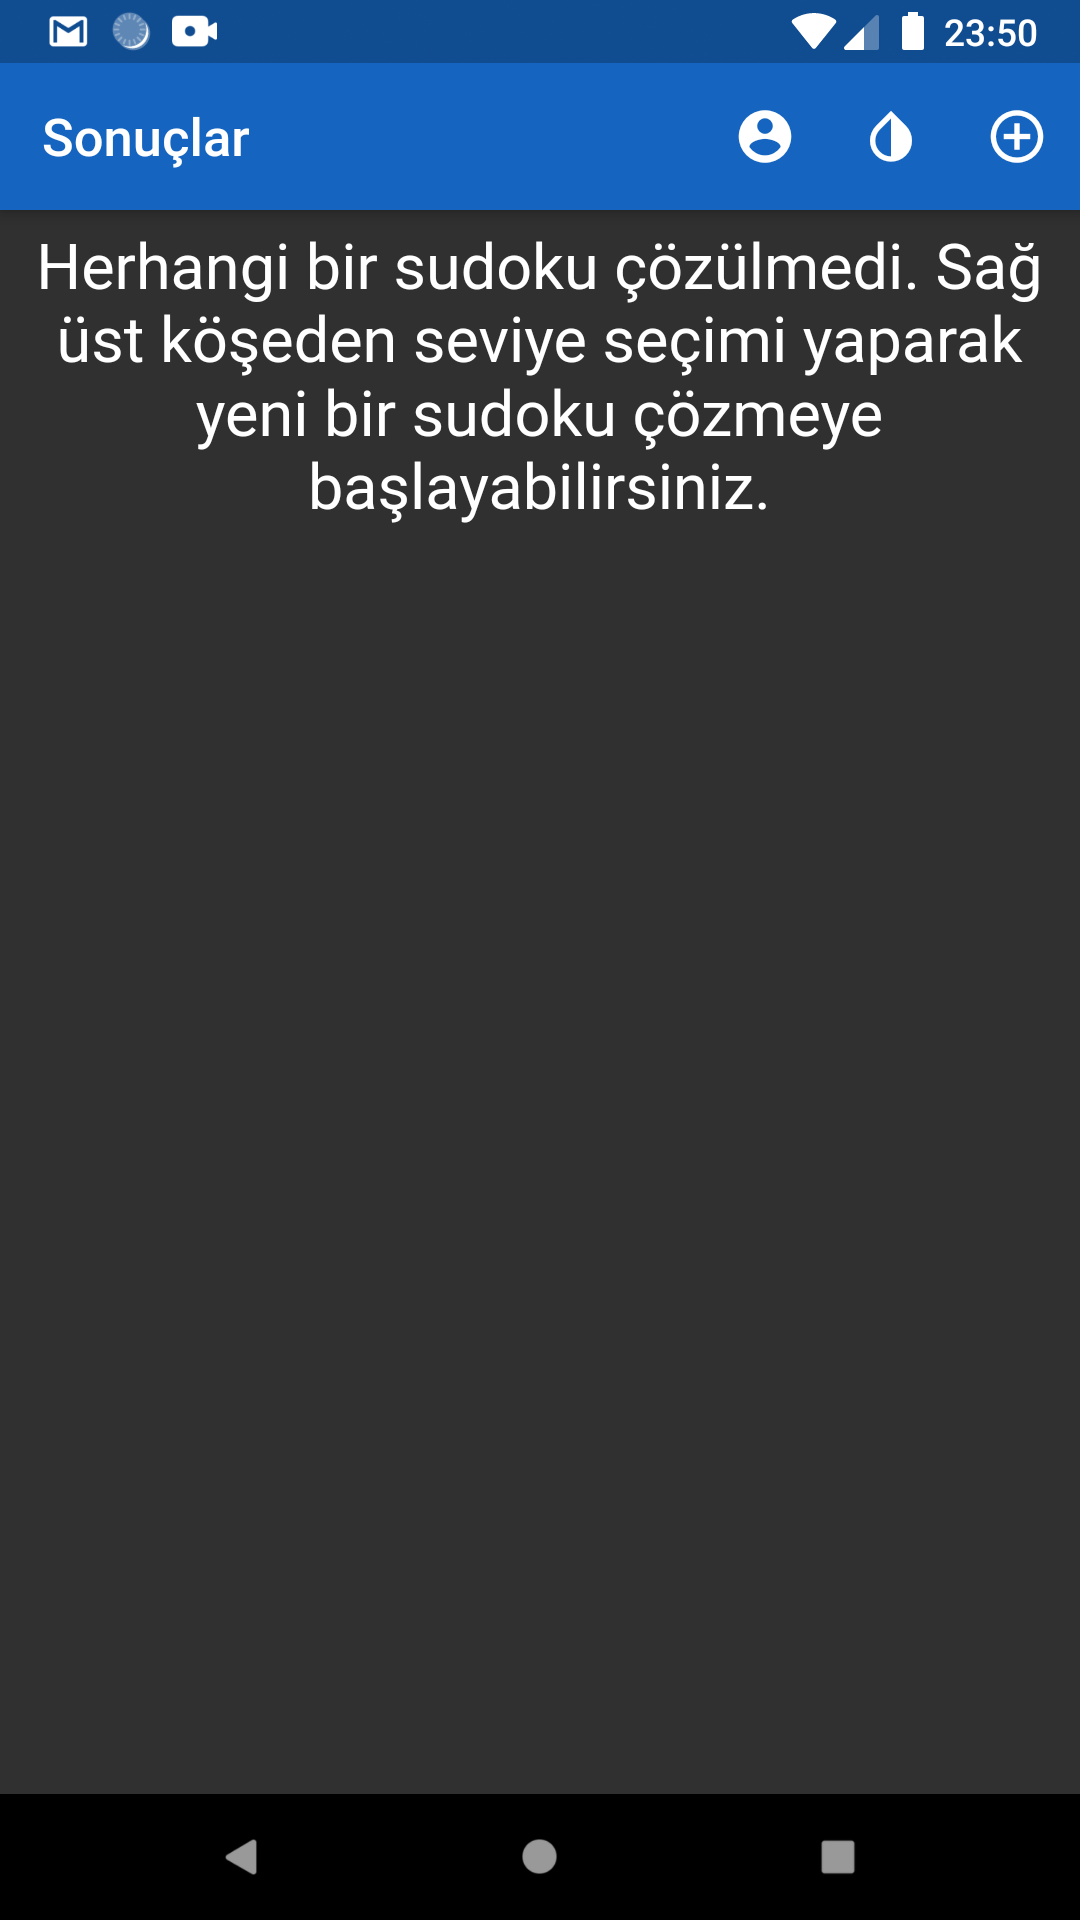 23:50
Sonuçlar
Herhangi bir sudoku çözülmedi. Sağ
üst köşeden seviye seçimi yaparak
yeni bir sudoku çözmeye
başlayabilirsiniz.